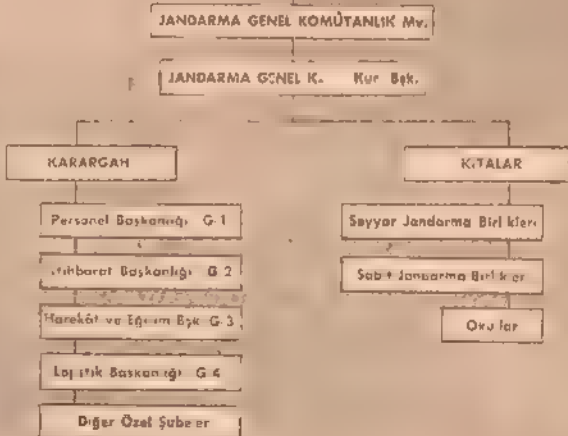 JANDARMA GENEL KOMÜTANLIK Mv.
JANDARMA GENEL K. Kur Bşk.
KARARGAH
Personel Başkanlığı G-1
İstihbarat Başkanlığı G 2
Harekât ve Eğitim Bşk G-3
Lojistik Başkanlığı G 4
Diğer Özel Şubeler
KITALAR
Seyyar Jandarma Birlikleri
Sabit Jandarma Birlikler
Okullar